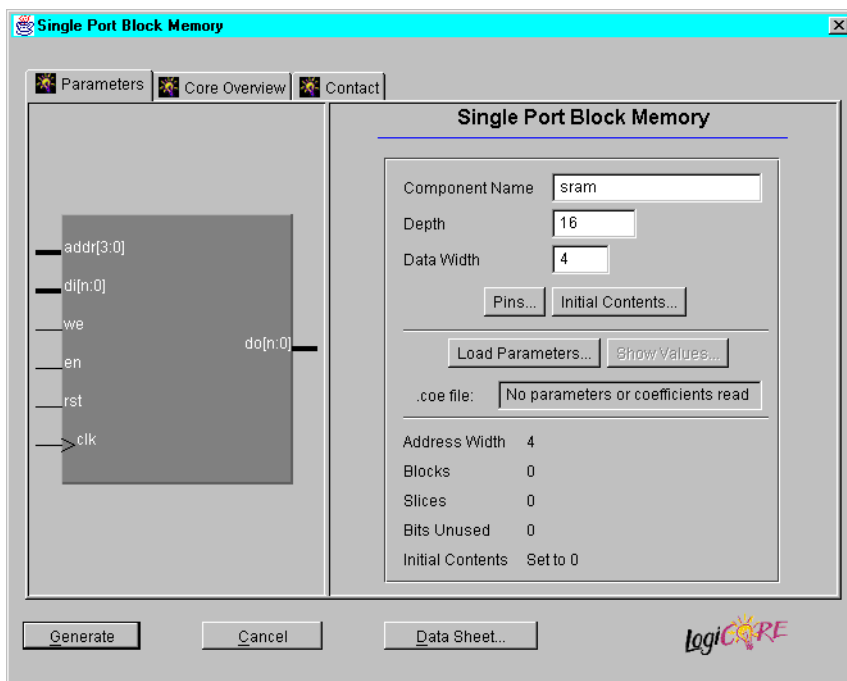 Single Port Block Memory
Parameters
Core Overview
Contact
addr[3:0]
di[n:0]
we
en
rst
clk
do[n:0]
Single Port Block Memory
Component Name sram
Depth 16
Data Width 4
Pins... Initial Contents...
Load Parameters... Show Values...
.coe file: No parameters or coefficients read
Address Width 4
Blocks 0
Slices 0
Bits Unused 0
Initial Contents Set to 0
Generate Cancel Data Sheet... LogiCORE